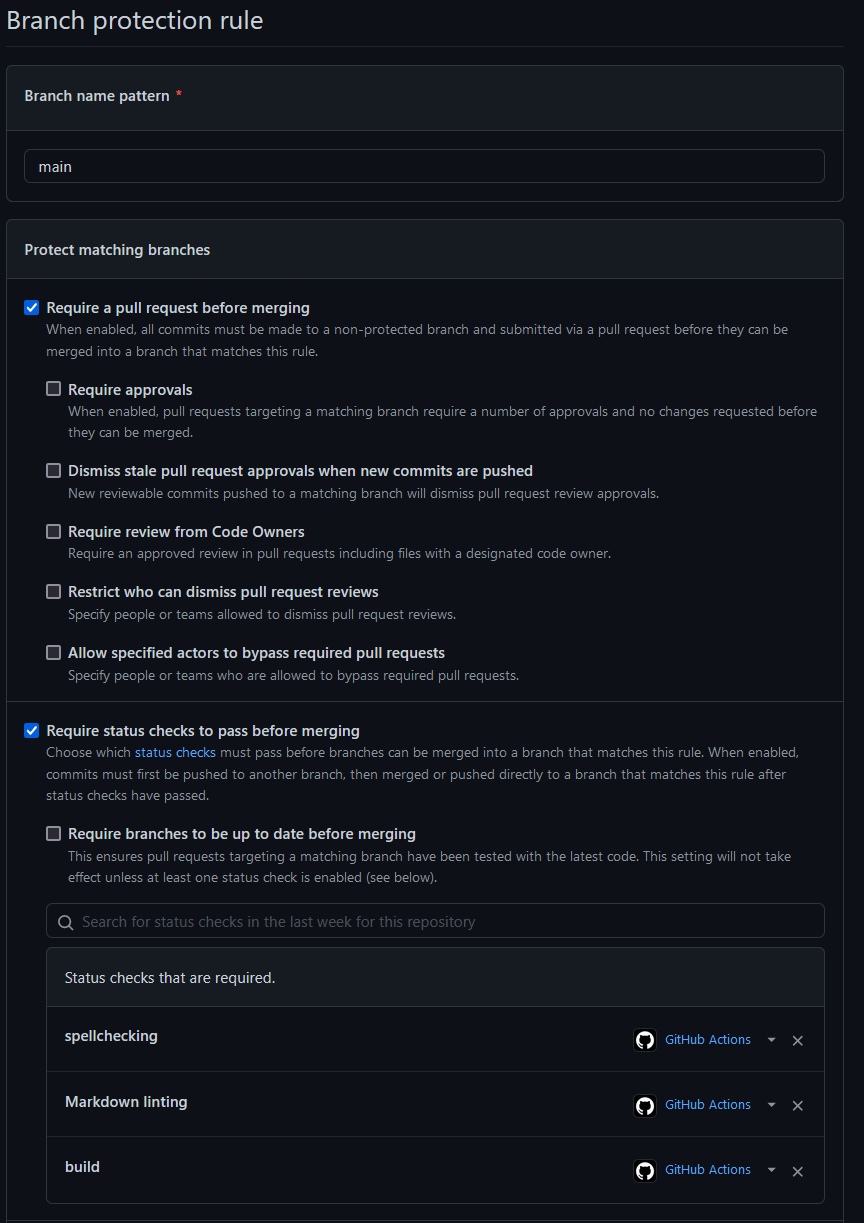 Branch protection rule
Branch name pattern *
main
Protect matching branches
Require a pull request before merging
When enabled, all commits must be made to a non-protected branch and submitted via a pull request before they can be
merged into a branch that matches this rule.
Require approvals
When enabled, pull requests targeting a matching branch require a number of approvals and no changes requested before
they can be merged.
Dismiss stale pull request approvals when new commits are pushed
New reviewable commits pushed to a matching branch will dismiss pull request review approvals.
Require review from Code Owners
Require an approved review in pull requests including files with a designated code owner.
Restrict who can dismiss pull request reviews
Specify people or teams allowed to dismiss pull request reviews.
Allow specified actors to bypass required pull requests
Specify people or teams who are allowed to bypass required pull requests.
Require status checks to pass before merging
Choose which status checks must pass before branches can be merged into a branch that matches this rule. When enabled,
commits must first be pushed to another branch, then merged or pushed directly to a branch that matches this rule after
status checks have passed.
Require branches to be up to date before merging
This ensures pull requests targeting a matching branch have been tested with the latest code. This setting will not take
effect unless at least one status check is enabled (see below).
Search for status checks in the last week for this repository
Status checks that are required.
spellchecking GitHub Actions
Markdown linting GitHub Actions
build GitHub Actions